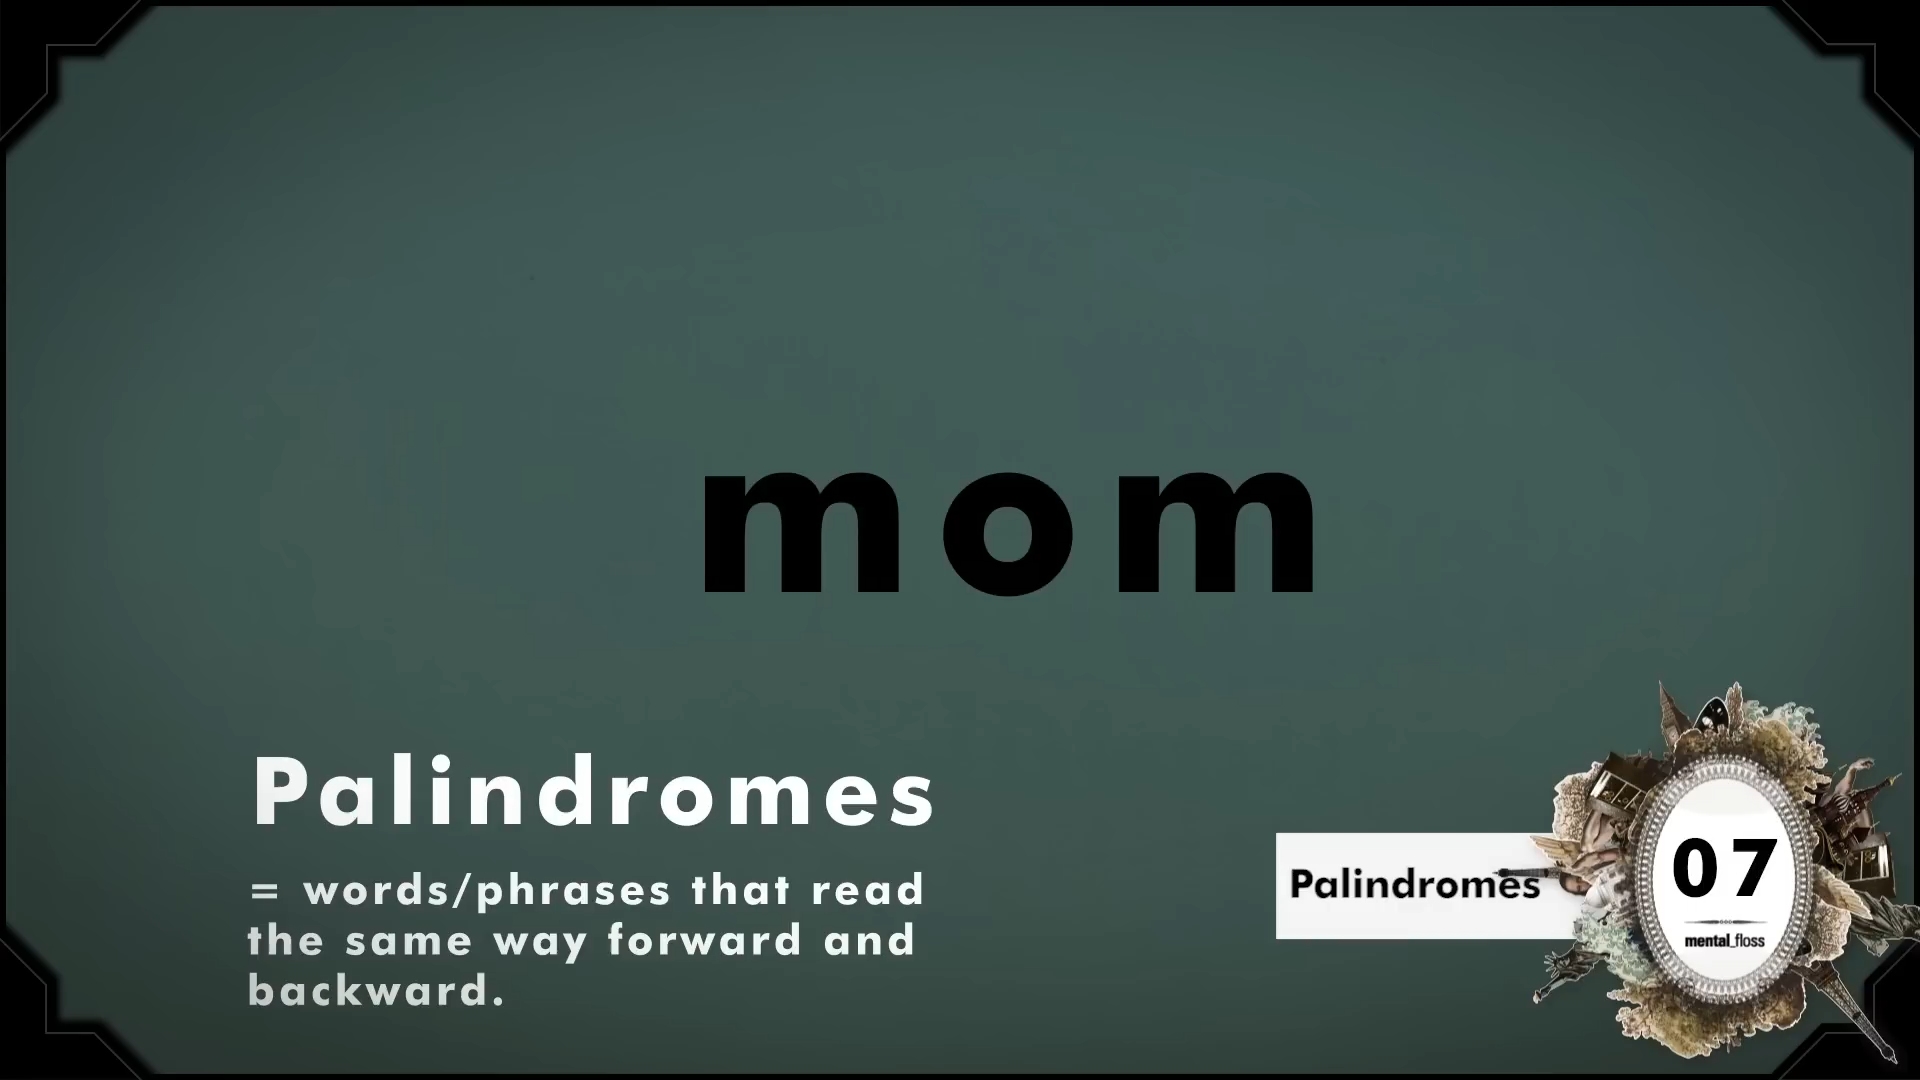 mom
Palindromes
= words/phrases that read
the same way forward and
backward.
Palindromes
07
mental_floss